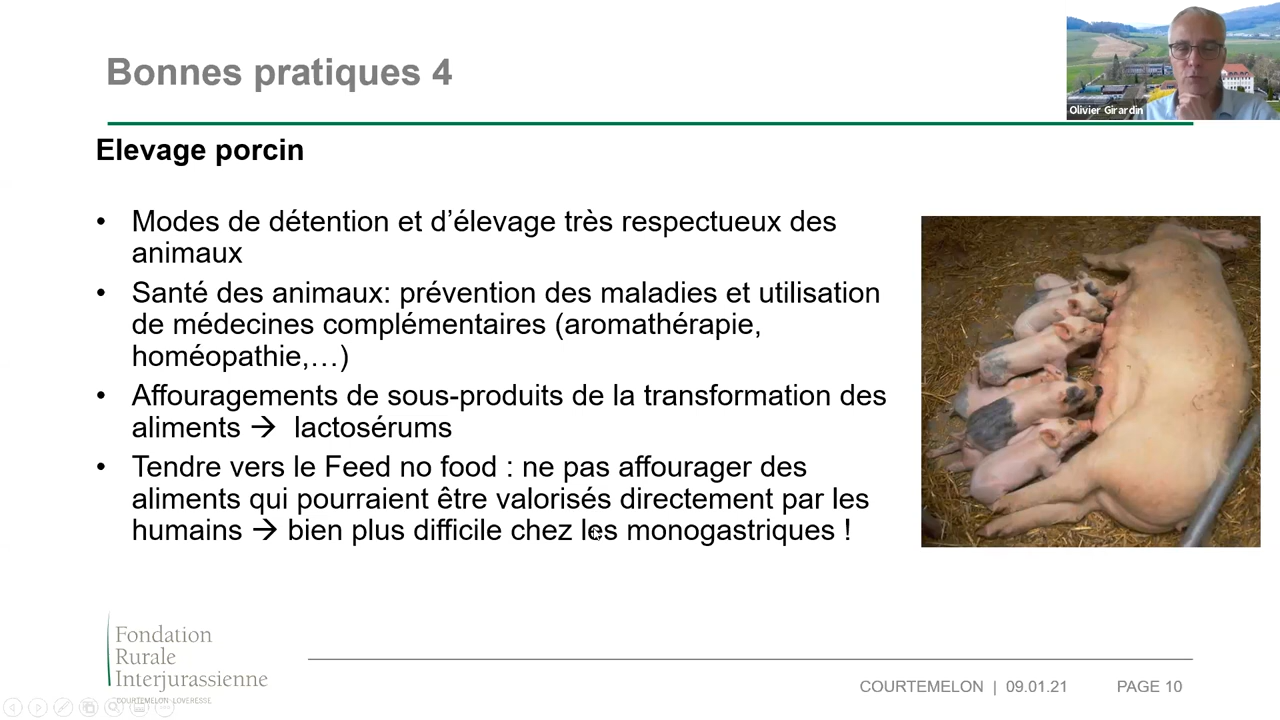 Bonnes pratiques 4
Olivier Girardin
Elevage porcin
• Modes de détention et d’élevage très respectueux des
animaux
• Santé des animaux: prévention des maladies et utilisation
de médecines complémentaires (aromathérapie,
homéopathie,…)
• Affouragements de sous-produits de la transformation des
aliments → lactosérums
• Tendre vers le Feed no food : ne pas affourager des
aliments qui pourraient être valorisés directement par les
humains → bien plus difficile chez les monogastriques !
Fondation
Rurale
Interjurassienne
COURTEMELON LOVERESSE
COURTEMELON | 09.01.21 PAGE 10